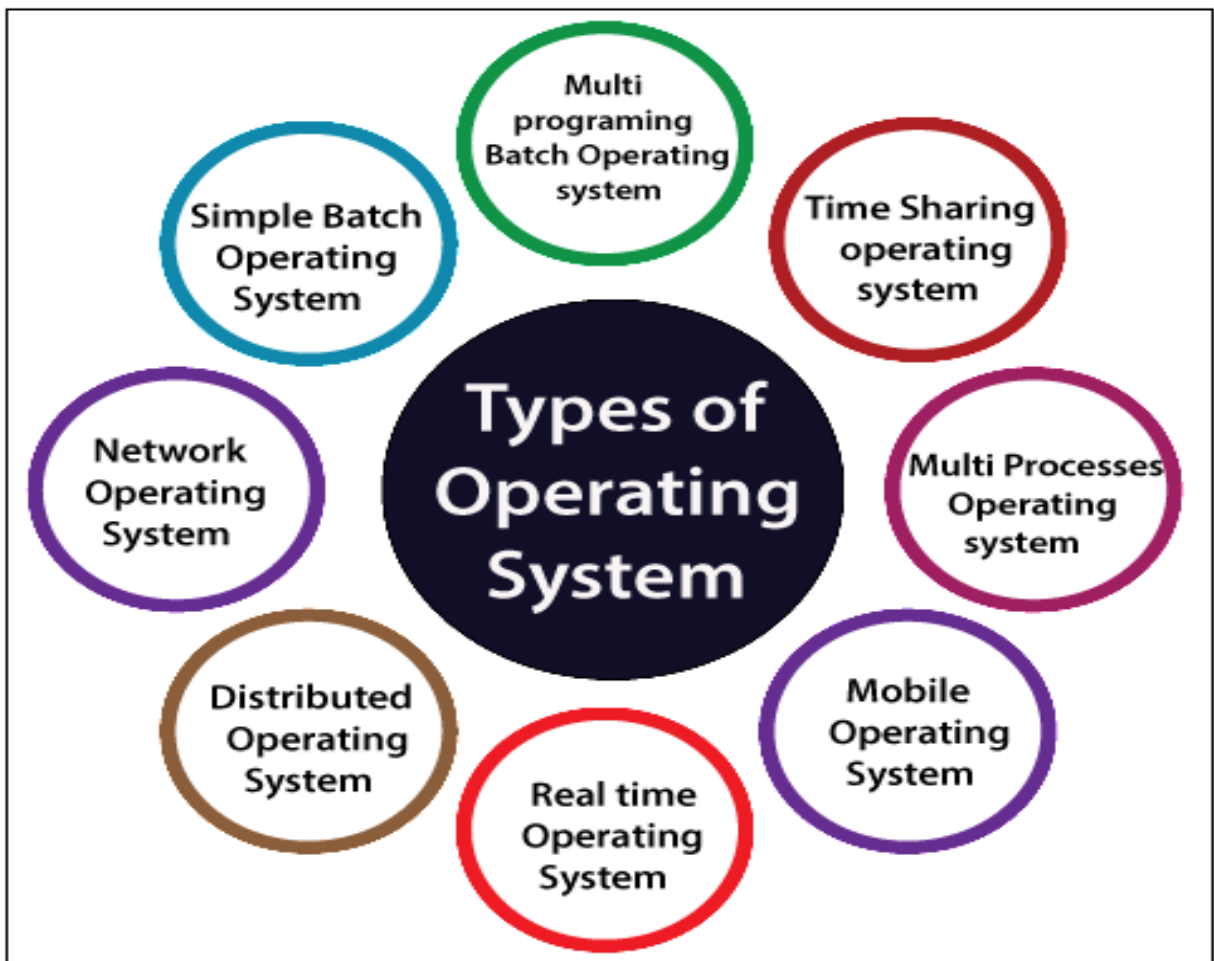 Types of
Operating
System
Multi
programing
Batch Operating
system
Time Sharing
operating
system
Multi Processes
Operating
system
Mobile
Operating
System
Real time
Operating
System
Distributed
Operating
System
Network
Operating
System
Simple Batch
Operating
System